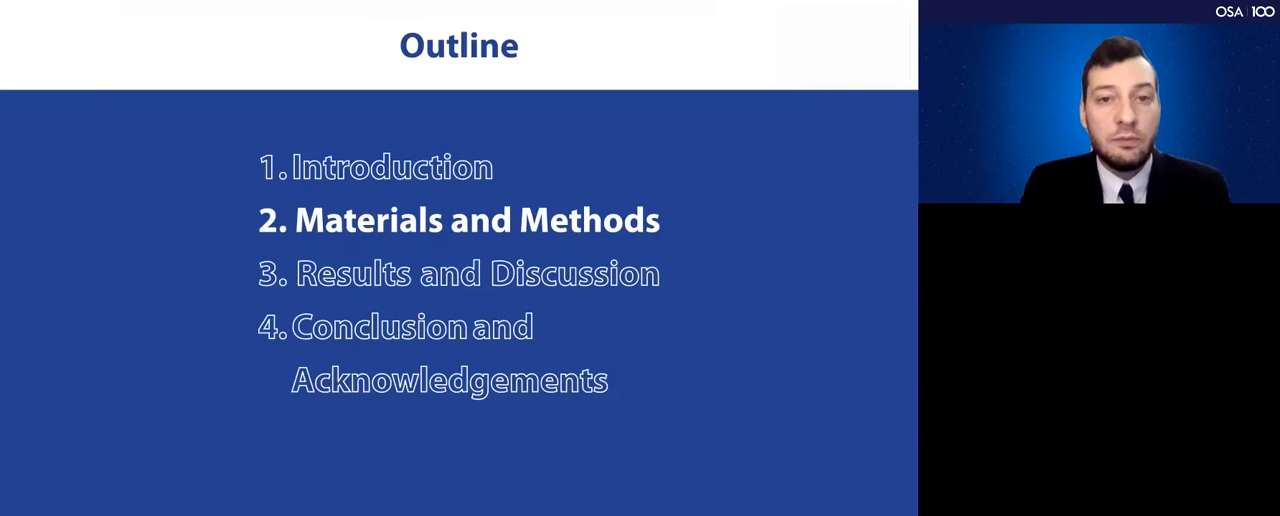 Outline
1. Introduction
2. Materials and Methods
3. Results and Discussion
4. Conclusion and
Acknowledgements
OSA | 100